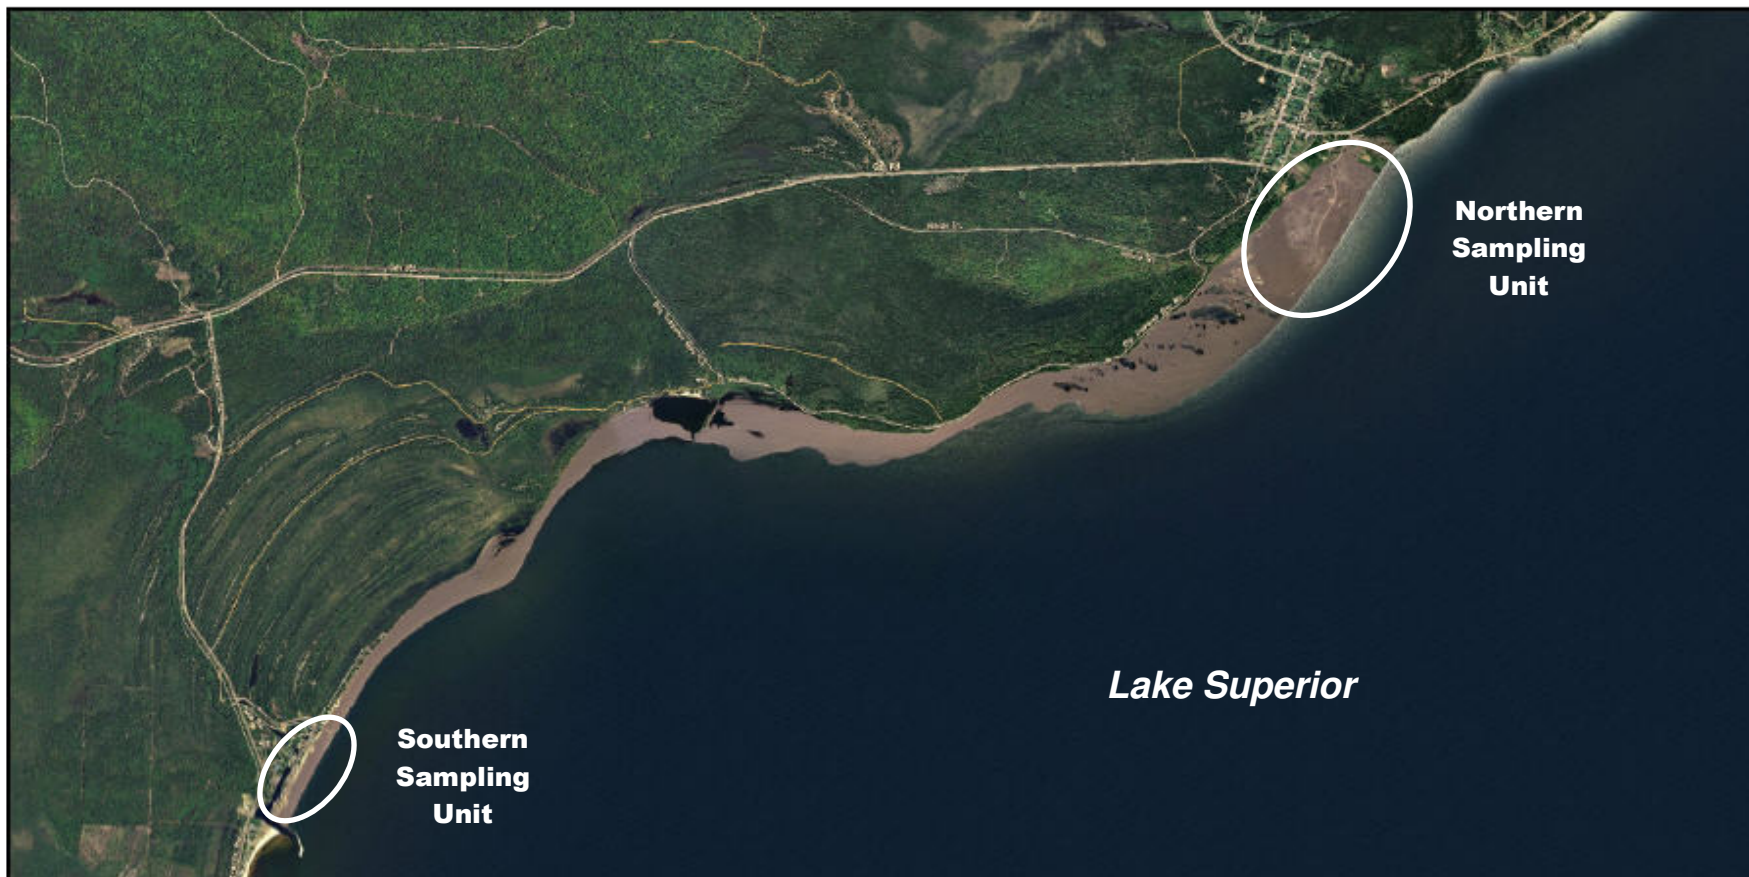 Northern
Sampling
Unit
Lake Superior
Southern
Sampling
Unit